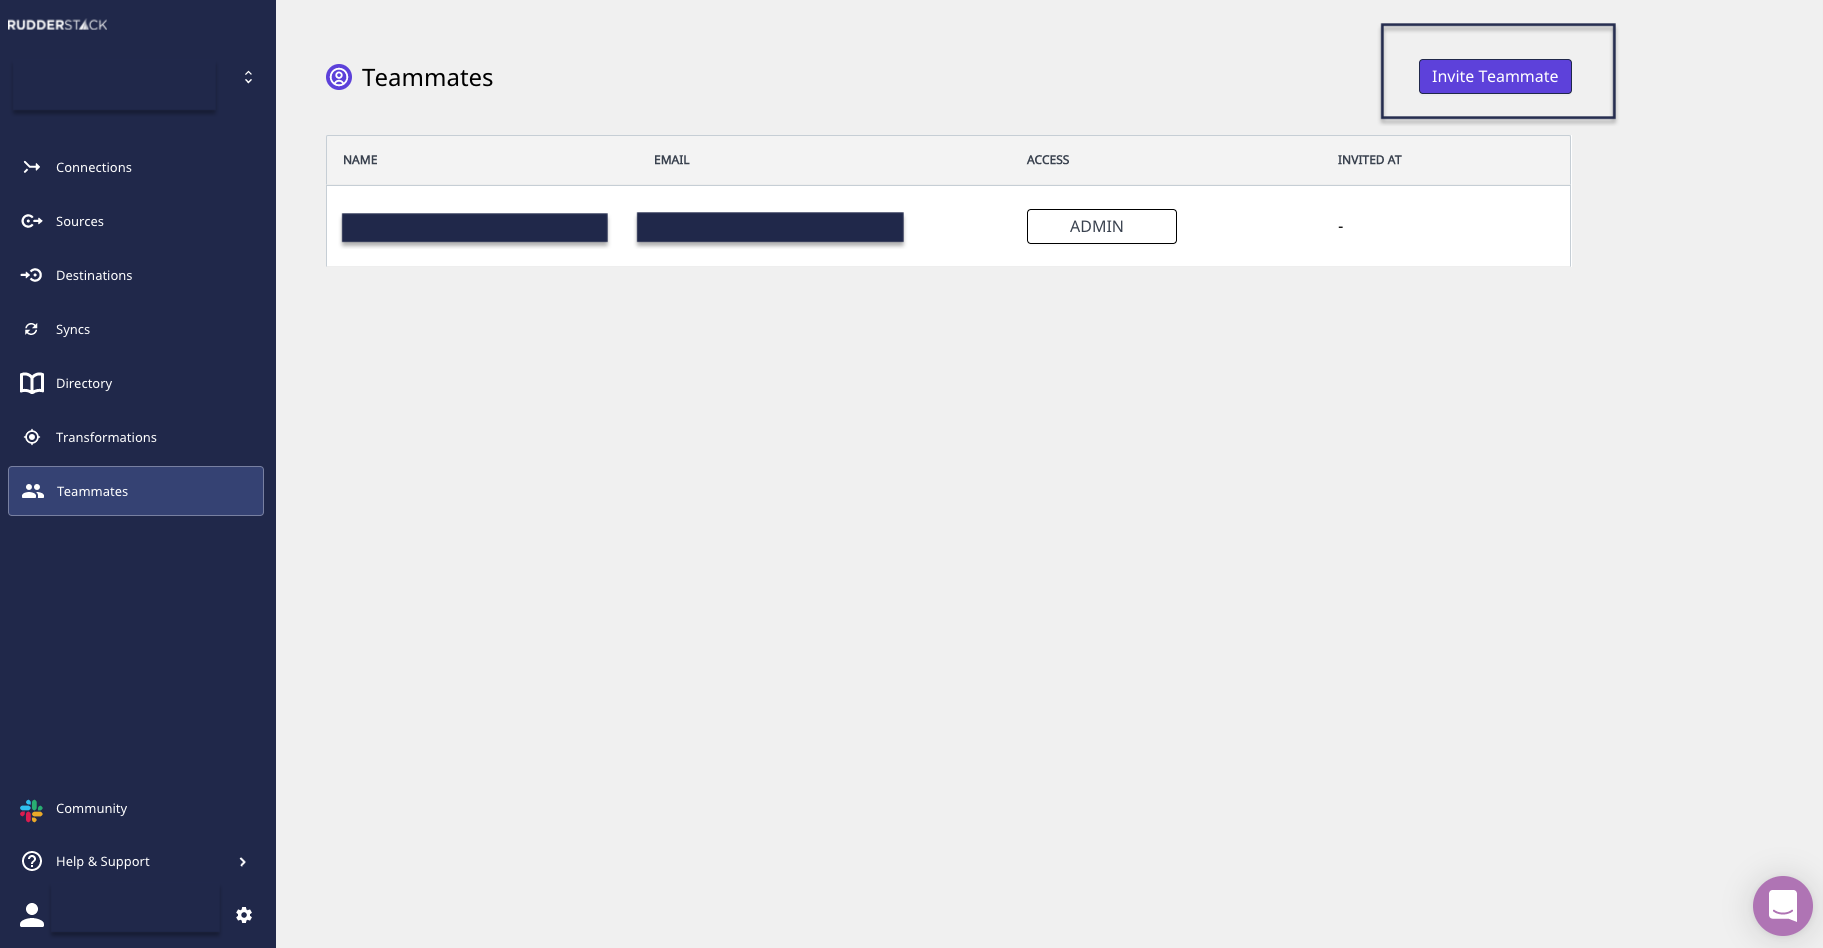 RUDDERSTACK
Connections
Sources
Destinations
Syncs
Directory
Transformations
Teammates
Community
Help & Support
Teammates
Invite Teammate
NAME EMAIL ACCESS INVITED AT
ADMIN -